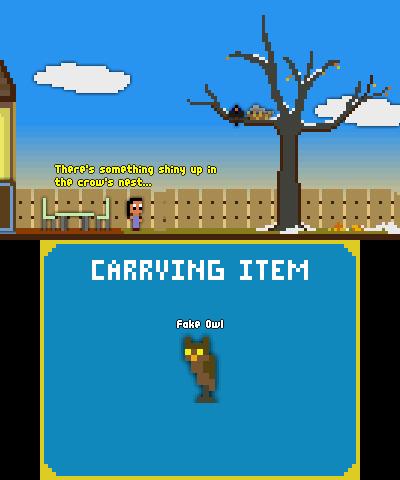 There's something shiny up in
the crow's nest...
CARRYING ITEM
Fake Owl